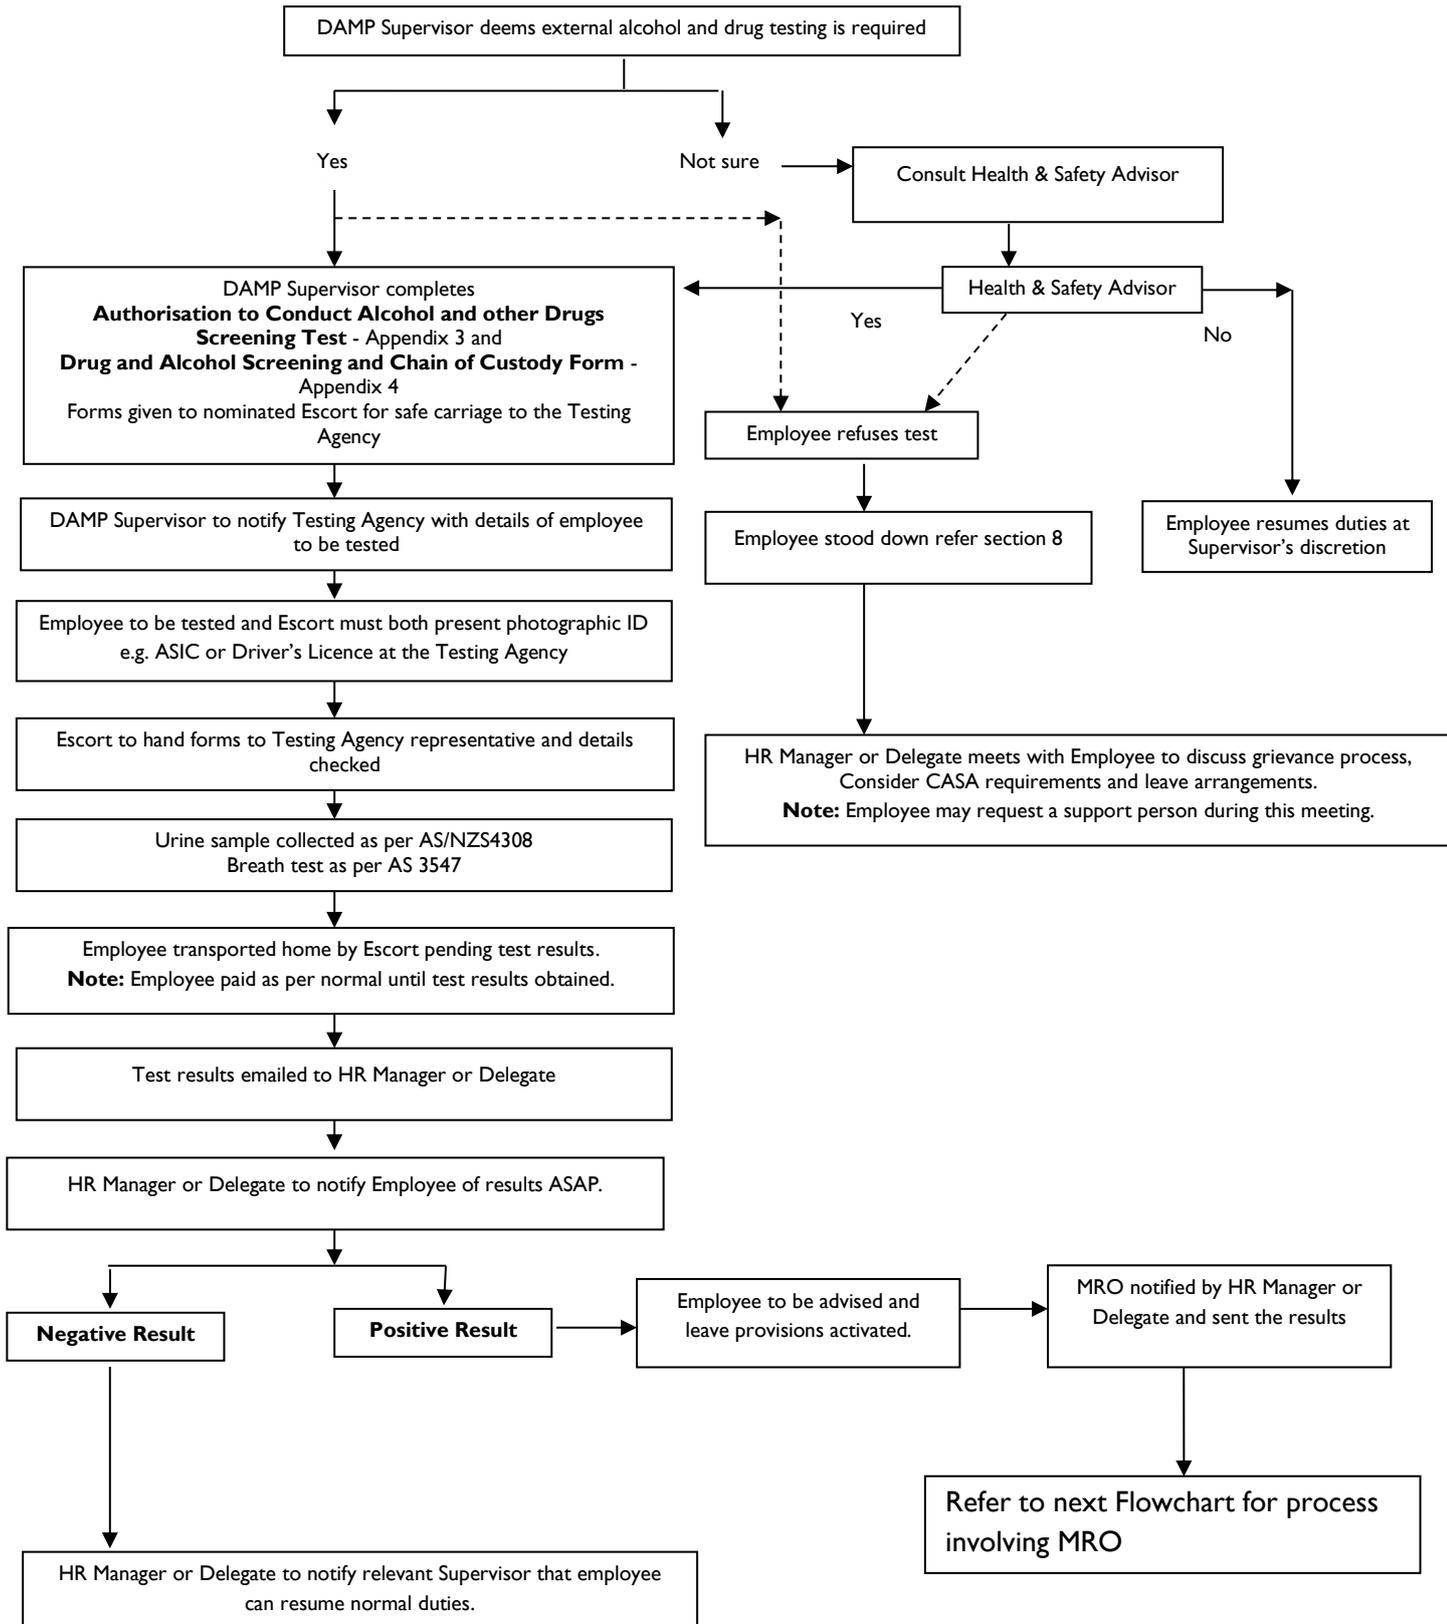 DAMP Supervisor deems external alcohol and drug testing is required
Yes
Not sure
Consult Health & Safety Advisor
DAMP Supervisor completes
Authorisation to Conduct Alcohol and other Drugs
Screening Test - Appendix 3 and
Drug and Alcohol Screening and Chain of Custody Form -
Appendix 4
Forms given to nominated Escort for safe carriage to the Testing
Agency
Health & Safety Advisor
Yes
No
Employee refuses test
Employee stood down refer section 8
Employee resumes duties at
Supervisor's discretion
DAMP Supervisor to notify Testing Agency with details of employee
to be tested
Employee to be tested and Escort must both present photographic ID
e.g. ASIC or Driver's Licence at the Testing Agency
Escort to hand forms to Testing Agency representative and details
checked
HR Manager or Delegate meets with Employee to discuss grievance process,
Consider CASA requirements and leave arrangements.
Note: Employee may request a support person during this meeting.
Urine sample collected as per AS/NZS4308
Breath test as per AS 3547
Employee transported home by Escort pending test results.
Note: Employee paid as per normal until test results obtained.
Test results emailed to HR Manager or Delegate
HR Manager or Delegate to notify Employee of results ASAP.
Negative Result
Positive Result
Employee to be advised and
leave provisions activated.
MRO notified by HR Manager or
Delegate and sent the results
Refer to next Flowchart for process
involving MRO
HR Manager or Delegate to notify relevant Supervisor that employee
can resume normal duties.